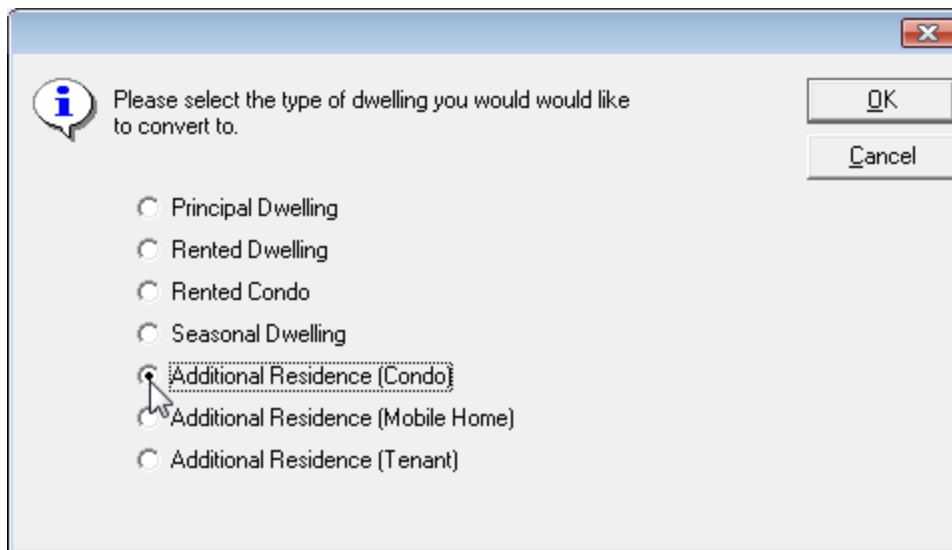 Please select the type of dwelling you would would like
to convert to.
OK
Cancel
Principal Dwelling
Rented Dwelling
Rented Condo
Seasonal Dwelling
Additional Residence (Condo)
Additional Residence (Mobile Home)
Additional Residence (Tenant)